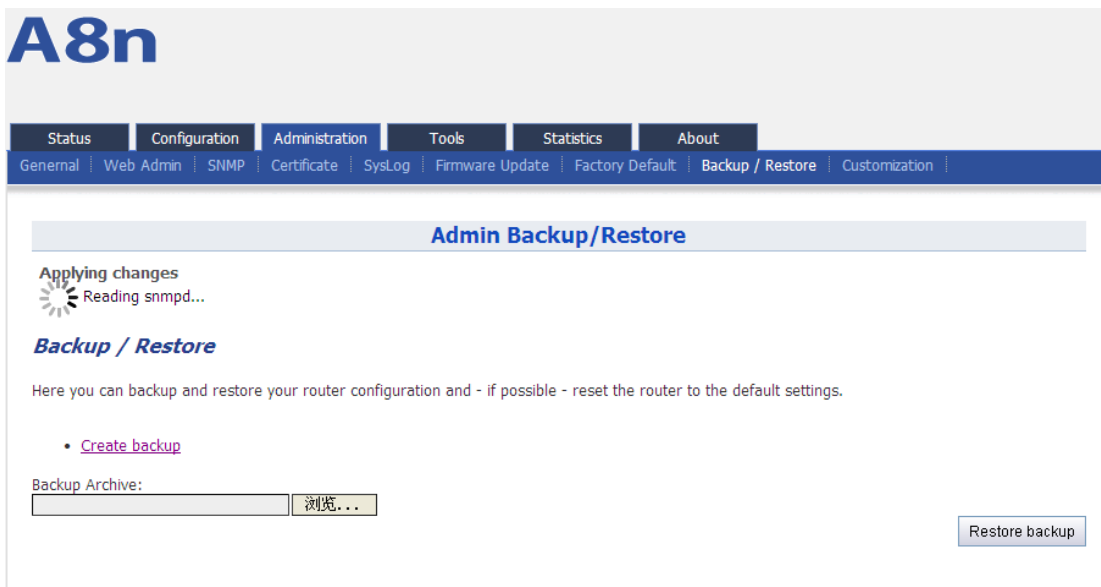 A8n
Status Configuration Administration Tools Statistics About
Genernal Web Admin SNMP Certificate SysLog Firmware Update Factory Default Backup / Restore Customization
Admin Backup/Restore
Applying changes
Reading snmpd...
Backup / Restore
Here you can backup and restore your router configuration and - if possible - reset the router to the default settings.
• Create backup
Backup Archive:
浏览...
Restore backup